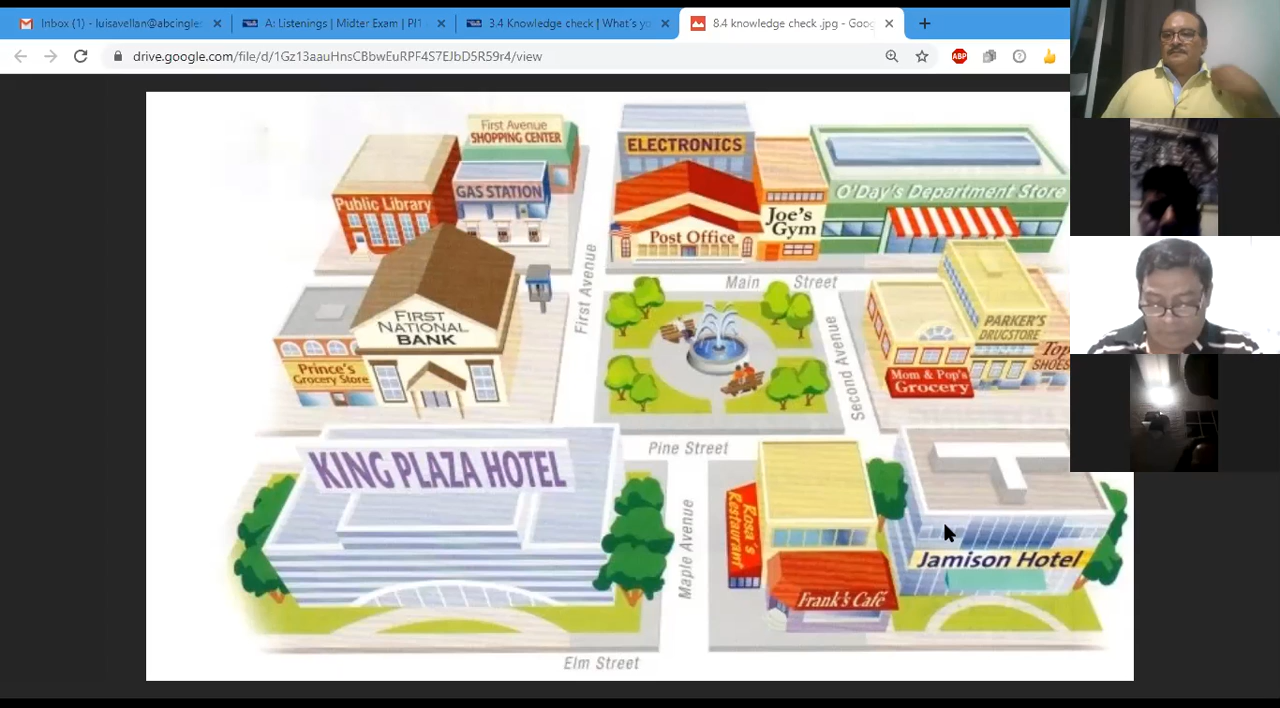 Inbox (1) - luisavellan@abcingles
A: Listenings | Midter Exam | PI1
3.4 Knowledge check | What's yo
8.4 knowledge check .jpg - Goog
drive.google.com/file/d/1Gz13aauHnsCBbwEuRPF4S7EJbD5R59r4/view
ABP
First Avenue
SHOPPING CENTER
GAS STATION
Public Library
ELECTRONICS
Post Office
Joe's
Gym
O'Day's Department Store
First Avenue
Main Street
FIRST
NATIONAL
BANK
Prince's
Grocery Store
Second Avenue
PARKER'S
DRUGSTORE
Top
SHOES
Mom & Pop's
Grocery
Pine Street
KING PLAZA HOTEL
Maple Avenue
Rosa's
Restaurant
Frank's Café
Jamison Hotel
Elm Street